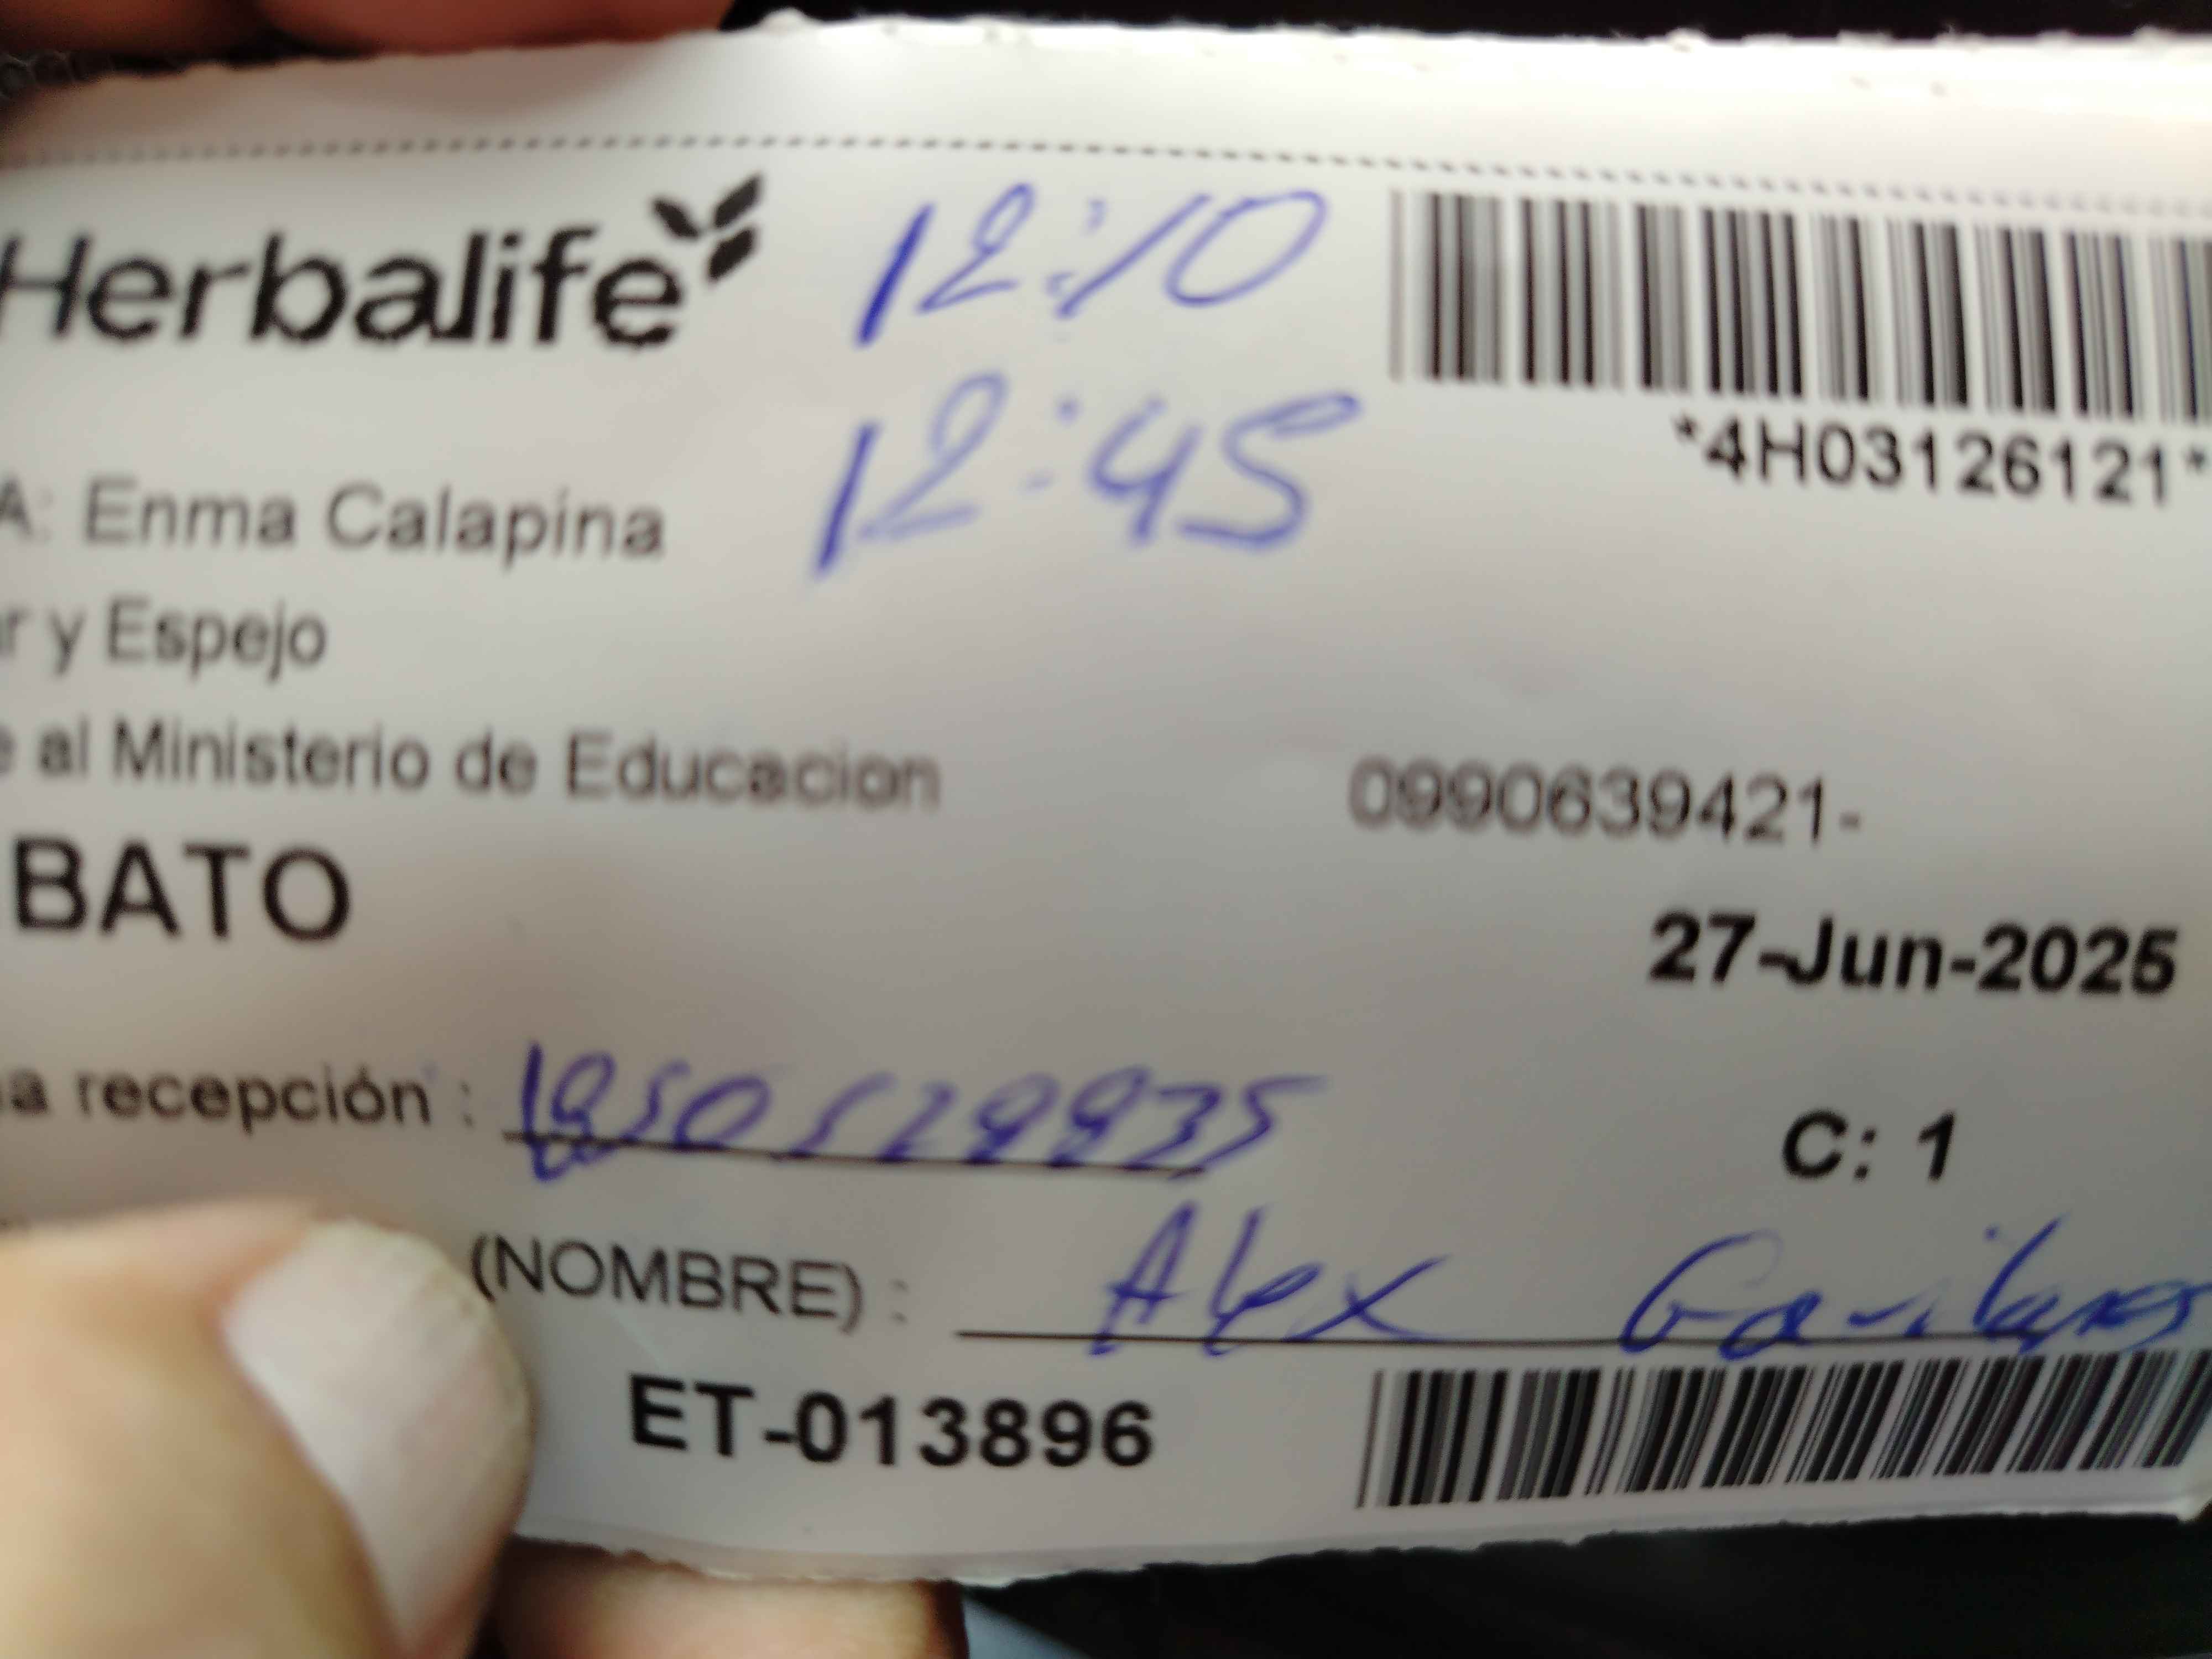 Herbalife
12:10
12:45
*4H03126121*
A: Enma Calapina
r y Espejo
e al Ministerio de Educacion
0990639421-
BATO
27-Jun-2025
a recepción :
C: 1
(NOMBRE) : Alex Gavilanes
ET-013896